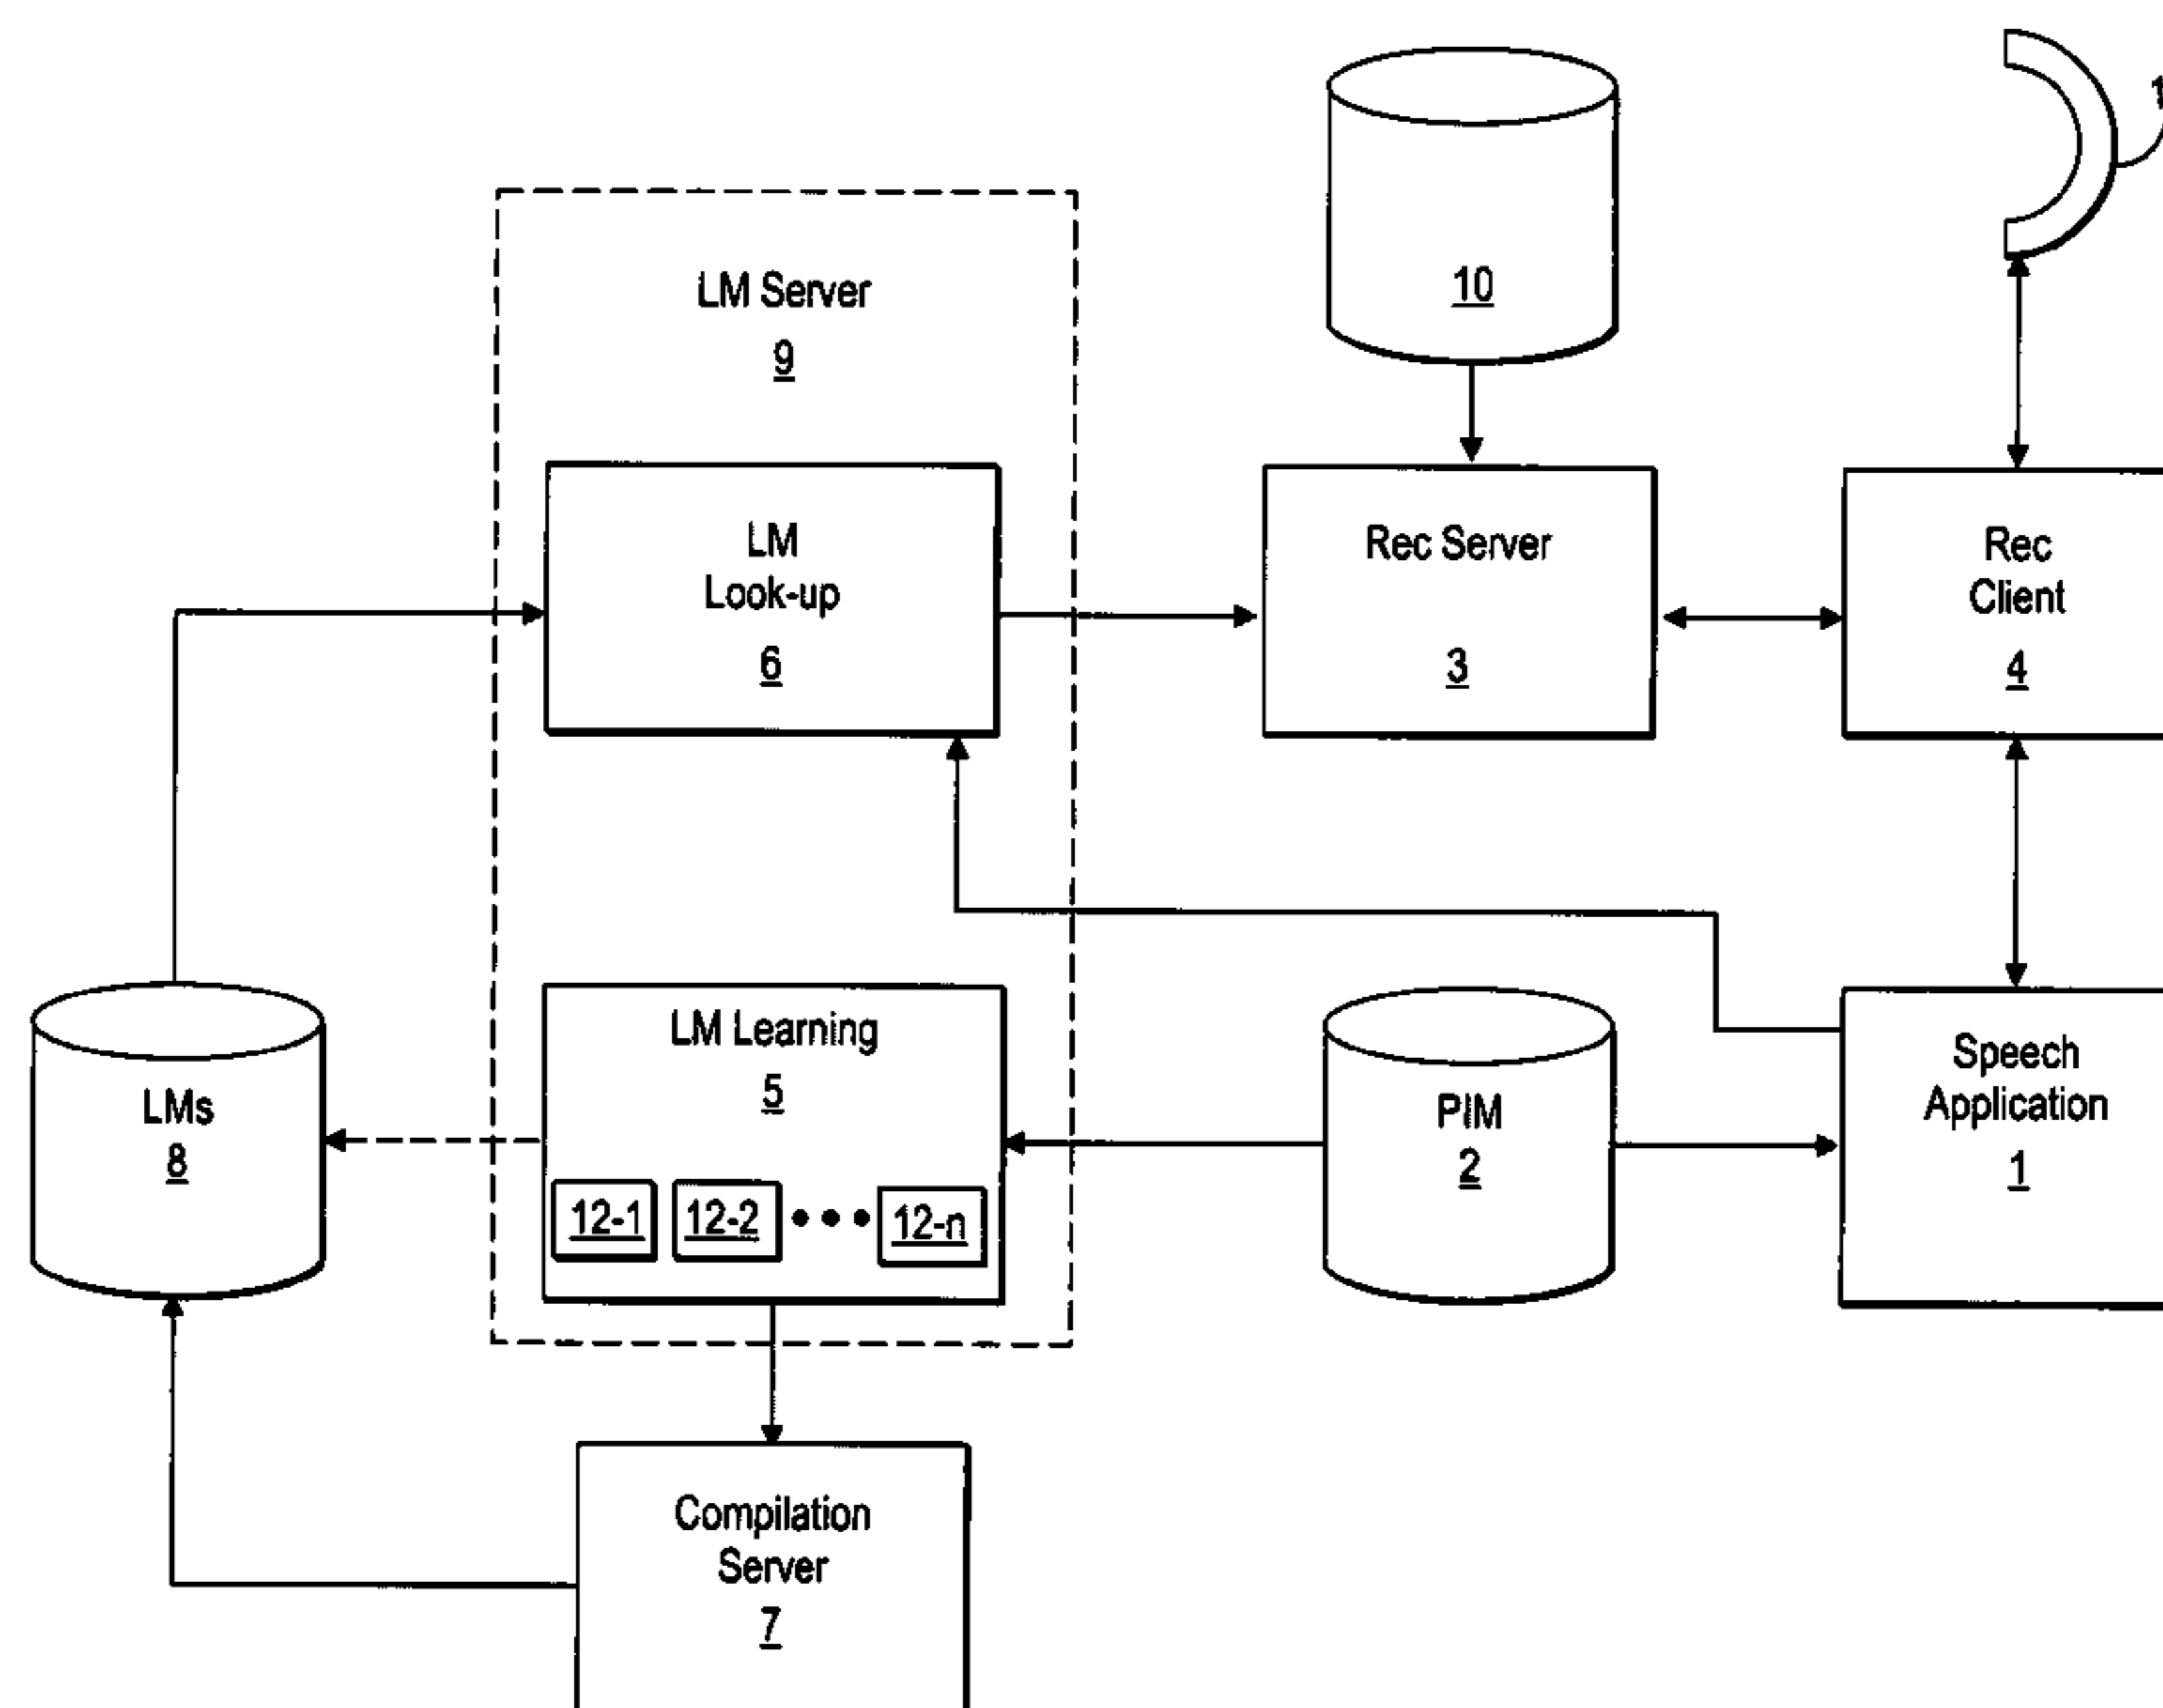 10
LM Server
9
LM
Look-up
6
Rec Server
3
Rec
Client
4
LM Learning
5
12-1 12-2 ••• 12-n
LMs
8
PIM
2
Speech
Application
1
Compilation
Server
7